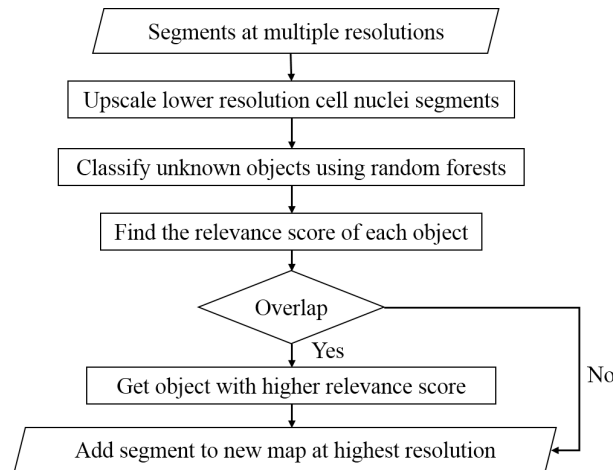 Segments at multiple resolutions
Upscale lower resolution cell nuclei segments
Classify unknown objects using random forests
Find the relevance score of each object
Overlap
Yes
No
Get object with higher relevance score
Add segment to new map at highest resolution